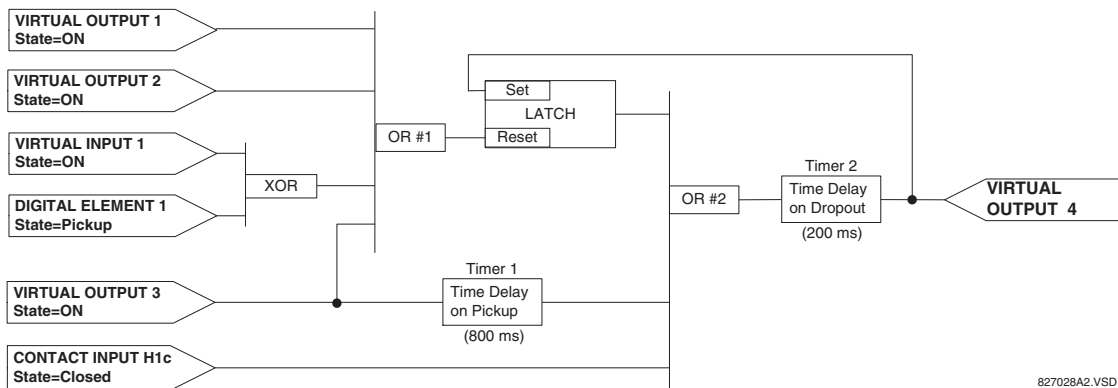 VIRTUAL OUTPUT 1
State=ON
VIRTUAL OUTPUT 2
State=ON
VIRTUAL INPUT 1
State=ON
DIGITAL ELEMENT 1
State=Pickup
VIRTUAL OUTPUT 3
State=ON
CONTACT INPUT H1c
State=Closed
XOR
OR #1
Set
LATCH
Reset
Timer 1
Time Delay
on Pickup
(800 ms)
OR #2
Timer 2
Time Delay
on Dropout
(200 ms)
VIRTUAL
OUTPUT 4
827028A2.VSD